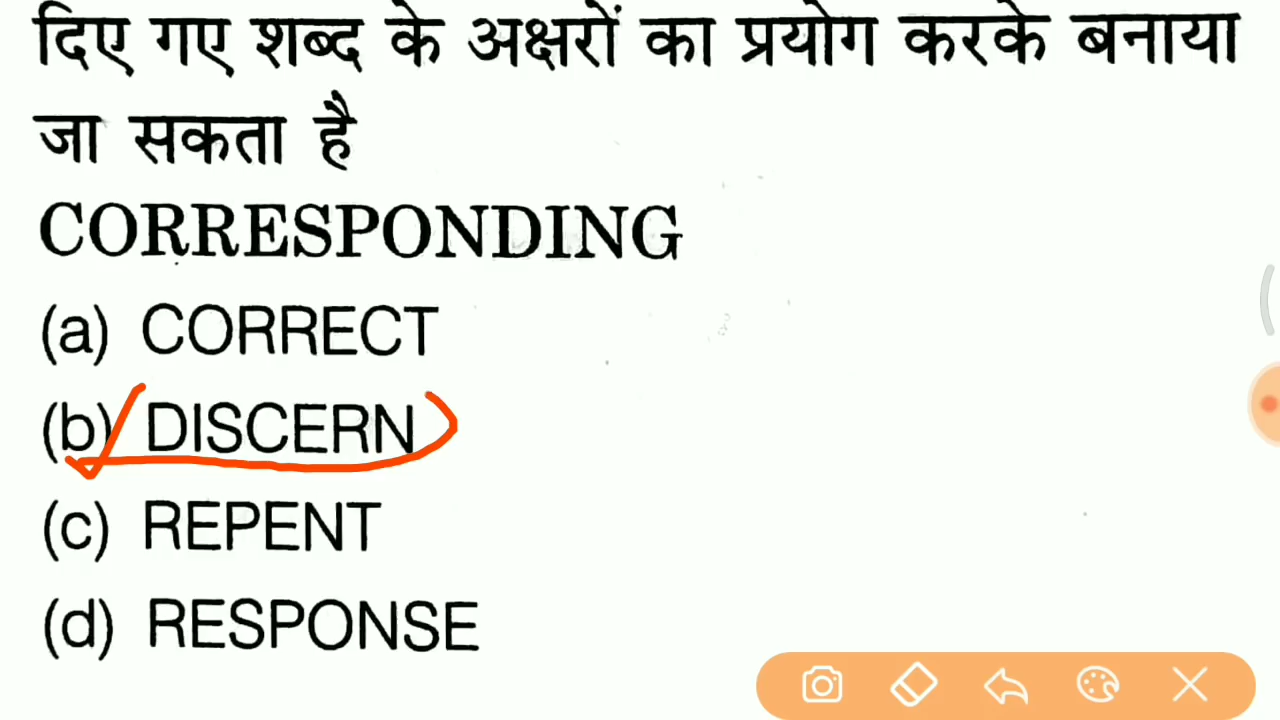 दिए गए शब्द के अक्षरों का प्रयोग करके बनाया
जा सकता है
CORRESPONDING
(a) CORRECT
(b) DISCERN
(c) REPENT
(d) RESPONSE